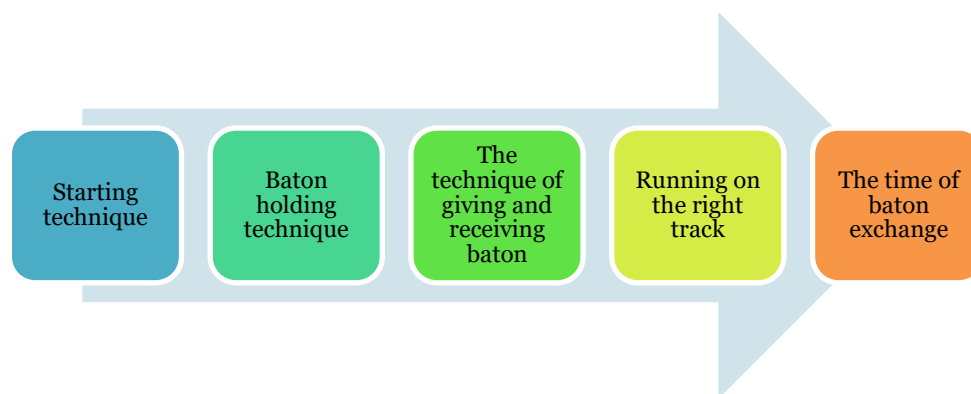 Starting
technique
Baton
holding
technique
The
technique of
giving and
receiving
baton
Running on
the right
track
The time of
baton
exchange